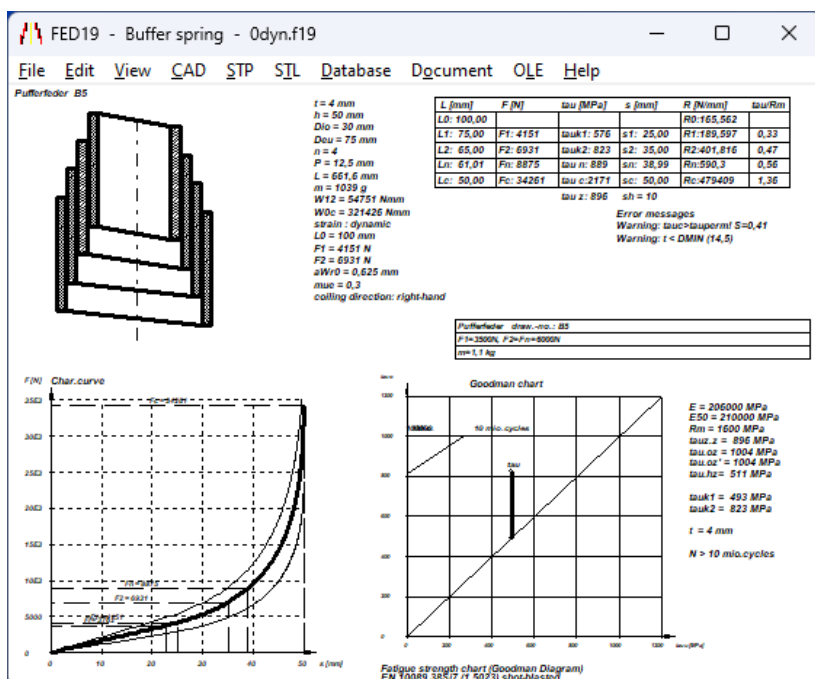 FED19 - Buffer spring - 0dyn.f19
File Edit View CAD STP STL Database Document OLE Help
Pufferfeder B5
t = 4 mm
h = 50 mm
Dio = 30 mm
Deu = 75 mm
n = 4
P = 12,5 mm
L = 661,6 mm
m = 1039 g
W12 = 54751 Nmm
W0c = 321426 Nmm
strain : dynamic
L0 = 100 mm
F1 = 4151 N
F2 = 6931 N
aWr0 = 0,625 mm
mue = 0,3
coiling direction: right-hand
L [mm] F [N] tau [MPa] s [mm] R [N/mm] tau/Rm
L0: 100,00 R0:165,562
L1: 75,00 F1: 4151 tauk1: 576 s1: 25,00 R1:189,597 0,33
L2: 65,00 F2: 6931 tauk2: 823 s2: 35,00 R2:401,816 0,47
Ln: 61,01 Fn: 8875 tau n: 889 sn: 38,99 Rn:590,3 0,56
Lc: 50,00 Fc: 34261 tau c:2171 sc: 50,00 Rc:479409 1,36
tau z: 896 sh = 10
Error messages
Warning: tauc>tauperm! S=0,41
Warning: t < DMIN (14,5)
Pufferfeder draw.-no.: B5
F1=3500N, F2=Fn=6000N
m=1,1 kg
F [N] Char.curve
35E3
30E3
25E3
20E3
15E3
10E3
5000
0
Fn = 8875
F2 = 6931
0 10 20 30 40 50 s [mm]
Goodman chart
1200
1000
800
600
400
200
0
10 mio.cycles
tau
0 200 400 600 800 1000 1200
E = 206000 MPa
E50 = 210000 MPa
Rm = 1600 MPa
tauz.z = 896 MPa
tau.oz = 1004 MPa
tau.oz' = 1004 MPa
tau.hz= 511 MPa
tauk1 = 493 MPa
tauk2 = 823 MPa
t = 4 mm
N > 10 mio.cycles
Fatigue strength chart (Goodman Diagram)
EN 10089 38Si7 (1.5023) shot-blasted